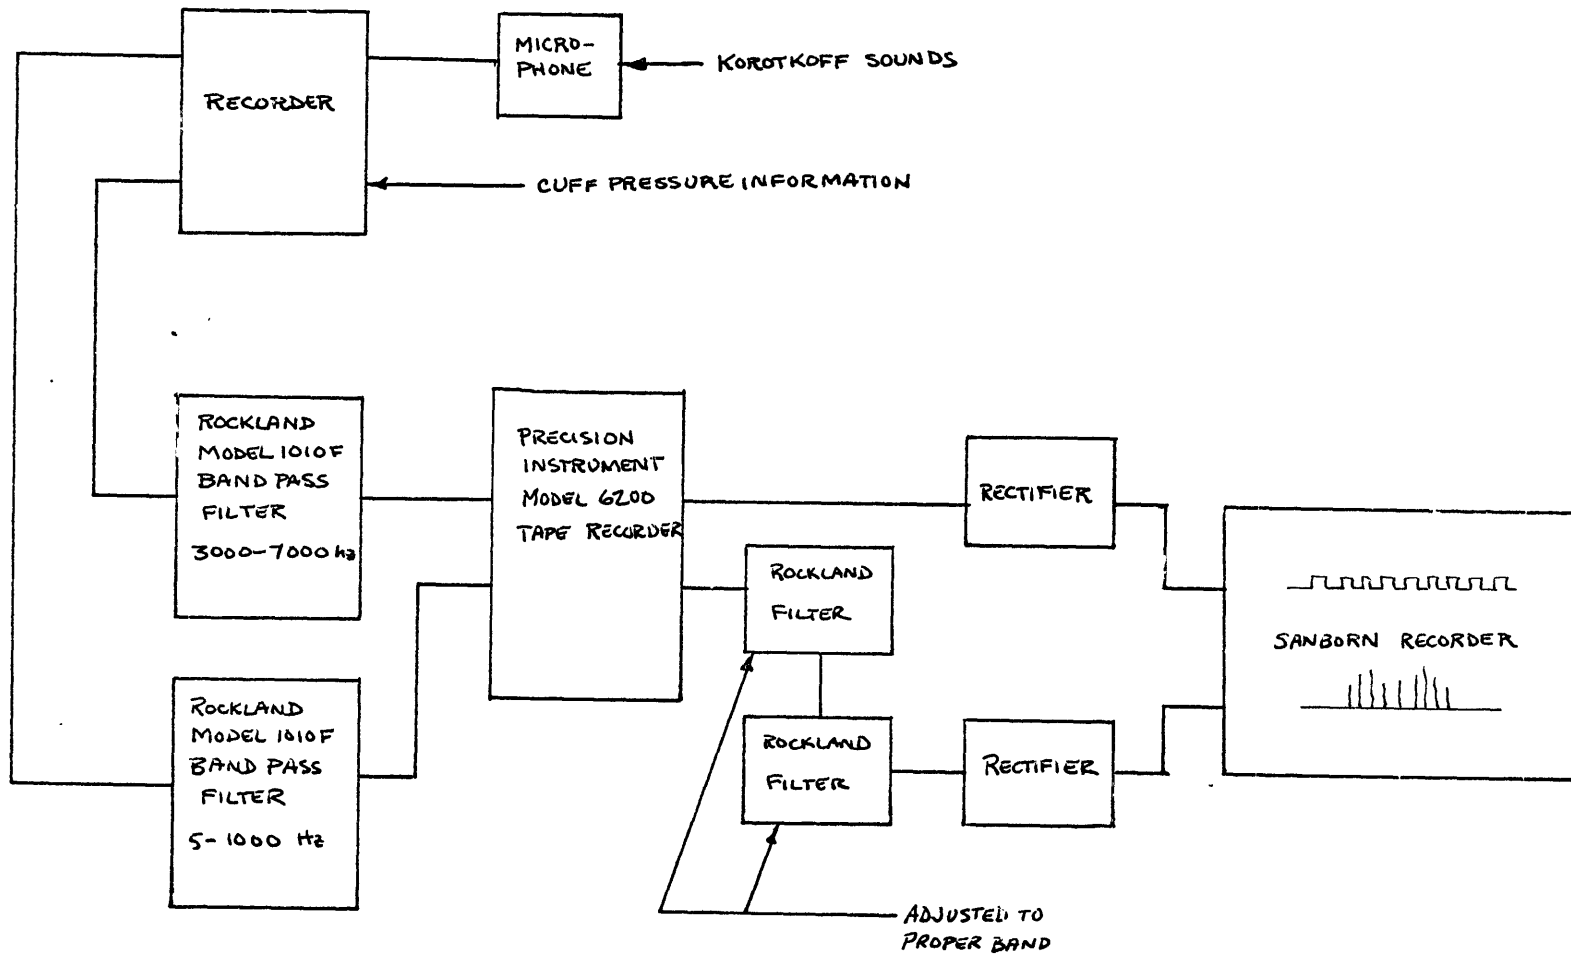 MICRO-
PHONE
KOROTKOFF SOUNDS
RECORDER
CUFF PRESSURE INFORMATION
ROCKLAND
MODEL 1010F
BAND PASS
FILTER
3000-7000 hz
PRECISION
INSTRUMENT
MODEL 6200
TAPE RECORDER
RECTIFIER
ROCKLAND
FILTER
SANBORN RECORDER
ROCKLAND
MODEL 1010F
BAND PASS
FILTER
5-1000 Hz
ROCKLAND
FILTER
RECTIFIER
ADJUSTED TO
PROPER BAND